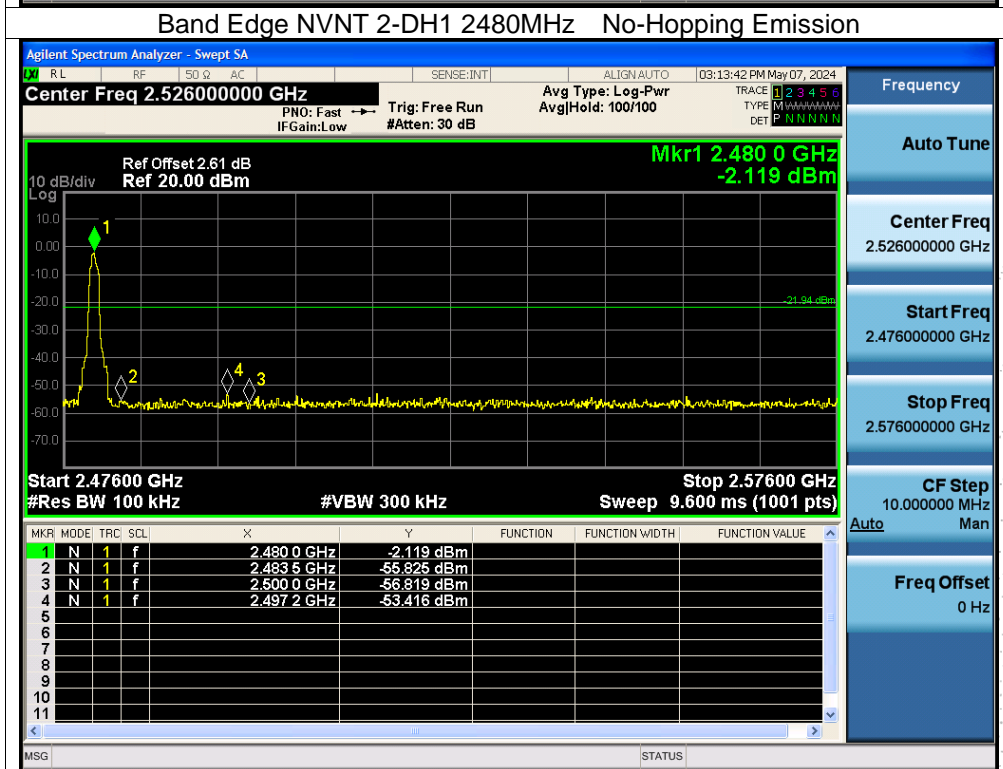 Band Edge NVNT 2-DH1 2480MHz No-Hopping Emission
Agilent Spectrum Analyzer - Swept SA
LXI RL RF 50 Ω AC SENSE:INT ALIGN AUTO 03:13:42 PM May 07, 2024
Center Freq 2.526000000 GHz
PNO: Fast
IFGain:Low
Trig: Free Run
#Atten: 30 dB
Avg Type: Log-Pwr
Avg|Hold: 100/100
TRACE 1 2 3 4 5 6
TYPE MWWWWW
DET P N N N N N
Ref Offset 2.61 dB
10 dB/div Ref 20.00 dBm
Log
Mkr1 2.480 0 GHz
-2.119 dBm
10.0
0.00
-10.0
-20.0
-30.0
-40.0
-50.0
-60.0
-70.0
1
2
4
3
-21.94 dBm
Start 2.47600 GHz Stop 2.57600 GHz
#Res BW 100 kHz #VBW 300 kHz Sweep 9.600 ms (1001 pts)
MKR MODE TRC SCL X Y FUNCTION FUNCTION WIDTH FUNCTION VALUE
1 N 1 f 2.480 0 GHz -2.119 dBm
2 N 1 f 2.483 5 GHz -55.825 dBm
3 N 1 f 2.500 0 GHz -56.819 dBm
4 N 1 f 2.497 2 GHz -53.416 dBm
5
6
7
8
9
10
11
MSG STATUS
Frequency
Auto Tune
Center Freq
2.526000000 GHz
Start Freq
2.476000000 GHz
Stop Freq
2.576000000 GHz
CF Step
10.000000 MHz
Auto Man
Freq Offset
0 Hz